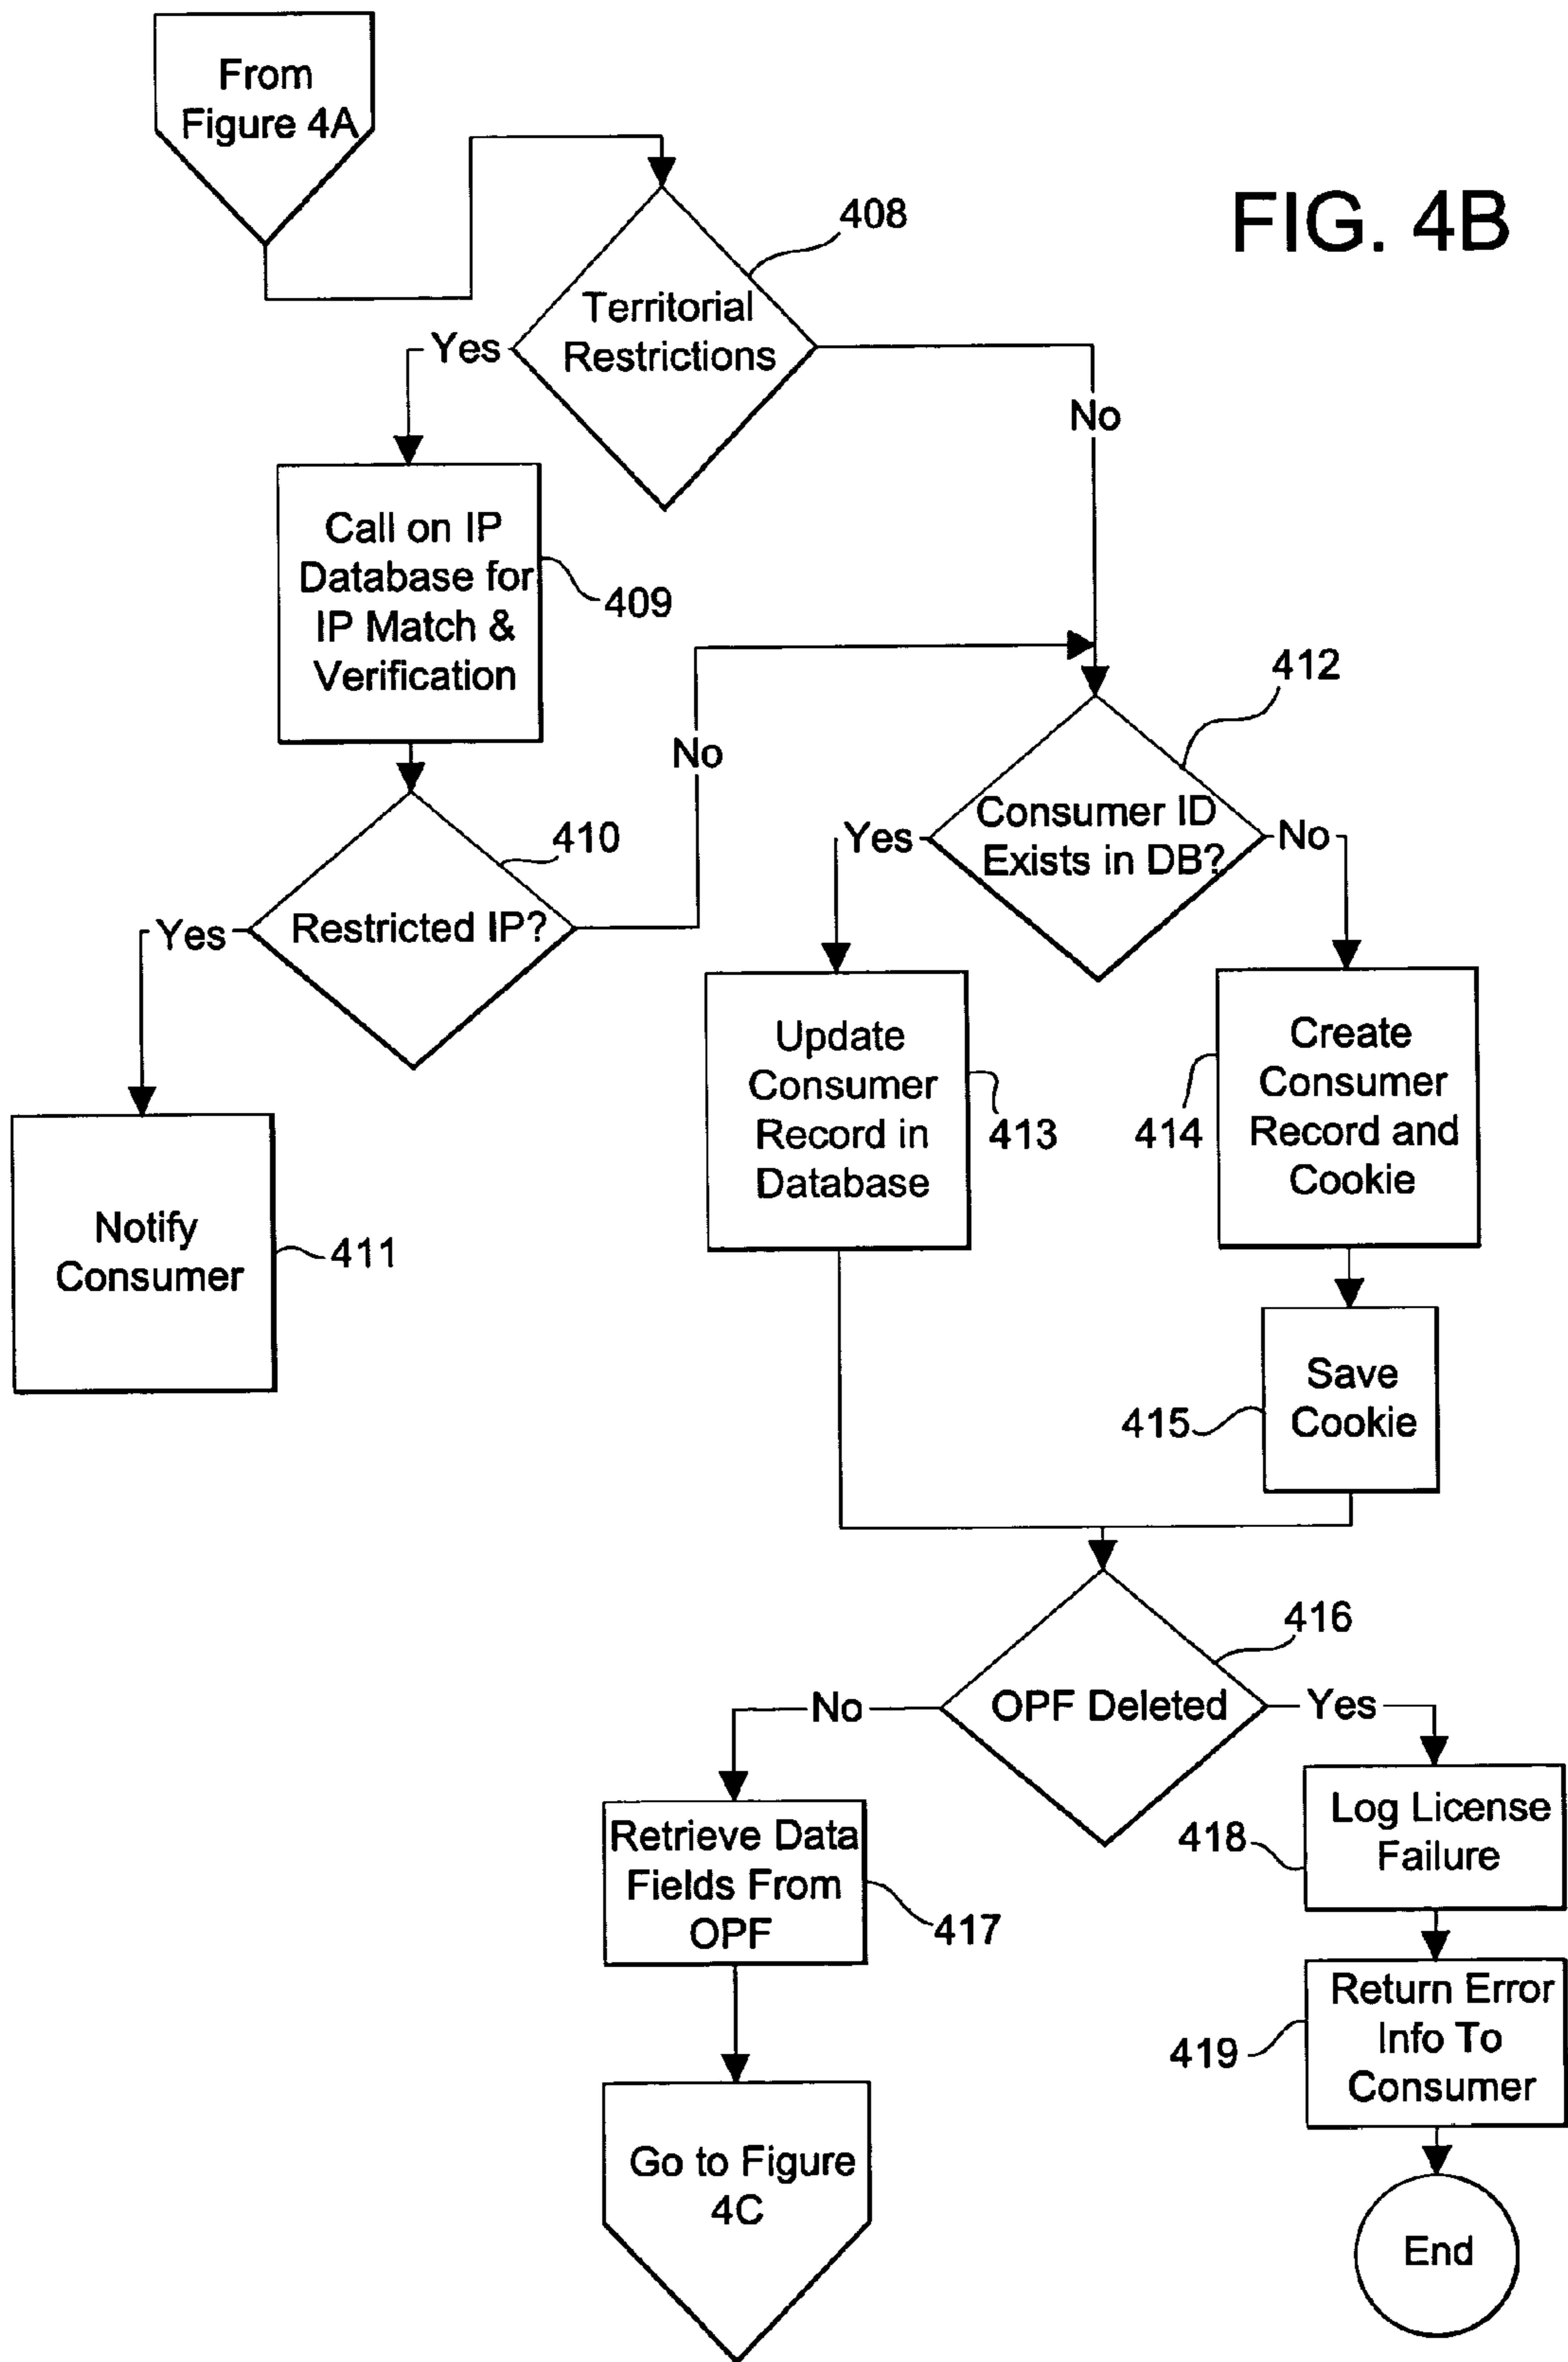 From
Figure 4A
FIG. 4B
408
Territorial
Restrictions
Yes
No
Call on IP
Database for
IP Match &
Verification
409
412
No
410
Consumer ID
Exists in DB?
Yes
No
Restricted IP?
Yes
Update
Consumer
Record in
Database
413
Create
Consumer
Record and
Cookie
414
Notify
Consumer
411
Save
Cookie
415
416
OPF Deleted
No
Yes
Retrieve Data
Fields From
OPF
417
Log License
Failure
418
Return Error
Info To
Consumer
419
Go to Figure
4C
End